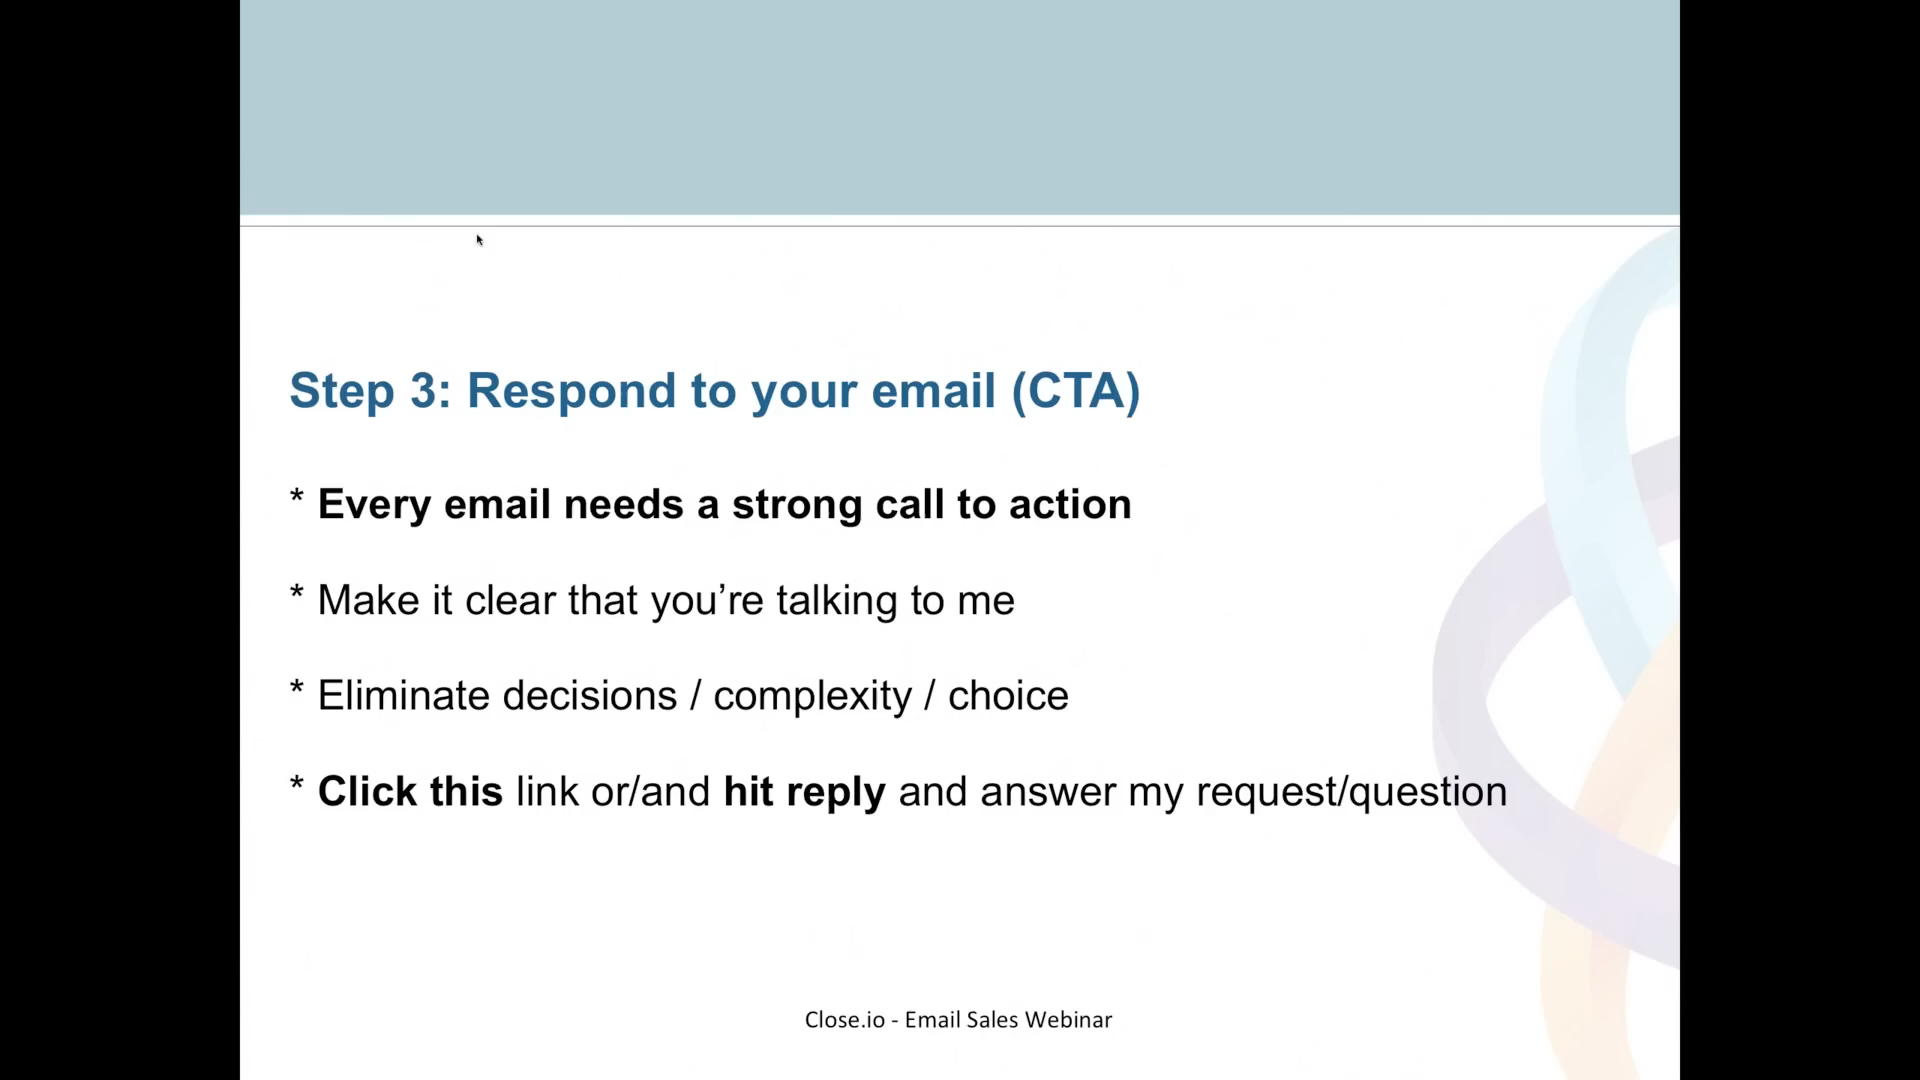 Step 3: Respond to your email (CTA)
* Every email needs a strong call to action
* Make it clear that you’re talking to me
* Eliminate decisions / complexity / choice
* Click this link or/and hit reply and answer my request/question
Close.io - Email Sales Webinar